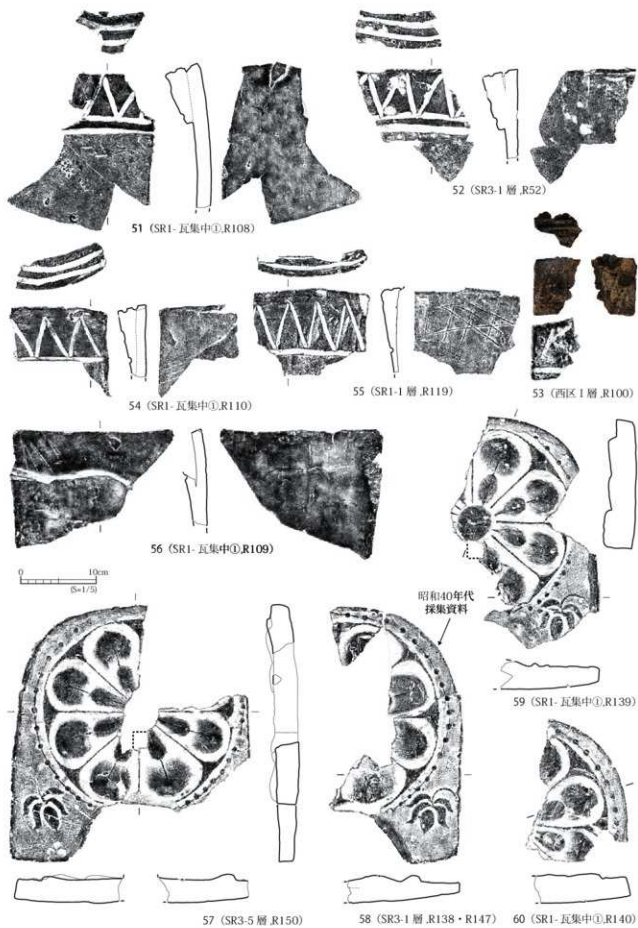 51 (SR1- 瓦集中①,R108)
52 (SR3-1 層 ,R52)
53 (西区 I 層 ,R100)
54 (SR1- 瓦集中①,R110)
55 (SR1-1 層 ,R119)
56 (SR1- 瓦集中①,R109)
0 10cm
(S=1/5)
昭和40年代
採集資料
59 (SR1- 瓦集中①,R139)
57 (SR3-5 層 ,R150)
58 (SR3-1 層 ,R138・R147)
60 (SR1- 瓦集中①,R140)